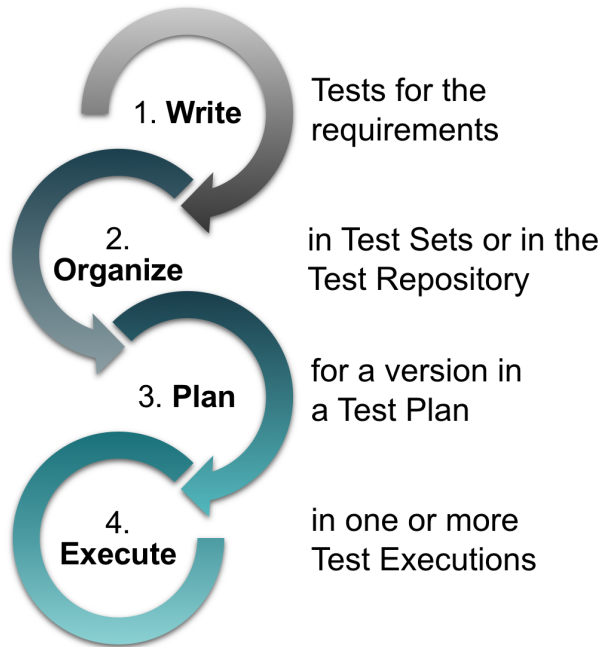 1. Write
Tests for the
requirements
2.
Organize
in Test Sets or in the
Test Repository
3. Plan
for a version in
a Test Plan
4.
Execute
in one or more
Test Executions